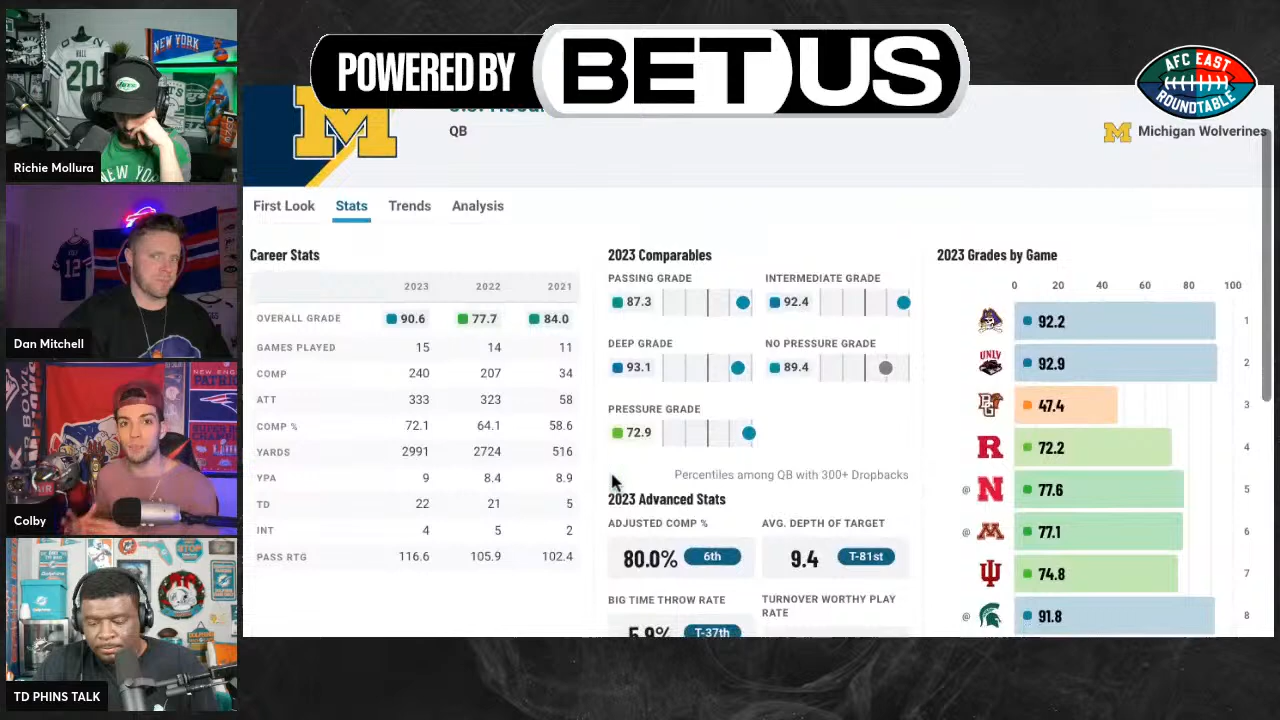 POWERED BY BETUS
AFC EAST
ROUNDTABLE
HALL
20
NEW YORK
Richie Mollura
12
Dan Mitchell
Colby
TD PHINS TALK
QB
Michigan Wolverines
First Look Stats Trends Analysis
Career Stats
2023 2022 2021
OVERALL GRADE 90.6 77.7 84.0
GAMES PLAYED 15 14 11
COMP 240 207 34
ATT 333 323 58
COMP % 72.1 64.1 58.6
YARDS 2991 2724 516
YPA 9 8.4 8.9
TD 22 21 5
INT 4 5 2
PASS RTG 116.6 105.9 102.4
2023 Comparables
PASSING GRADE INTERMEDIATE GRADE
87.3 92.4
DEEP GRADE NO PRESSURE GRADE
93.1 89.4
PRESSURE GRADE
72.9
Percentiles among QB with 300+ Dropbacks
2023 Advanced Stats
ADJUSTED COMP % AVG. DEPTH OF TARGET
80.0% 6th 9.4 T-81st
BIG TIME THROW RATE TURNOVER WORTHY PLAY
RATE
5.9% T-37th
2023 Grades by Game
0 20 40 60 80 100
92.2 1
UNLV 92.9 2
47.4 3
R 72.2 4
@ N 77.6 5
@ M 77.1 6
74.8 7
@ 91.8 8